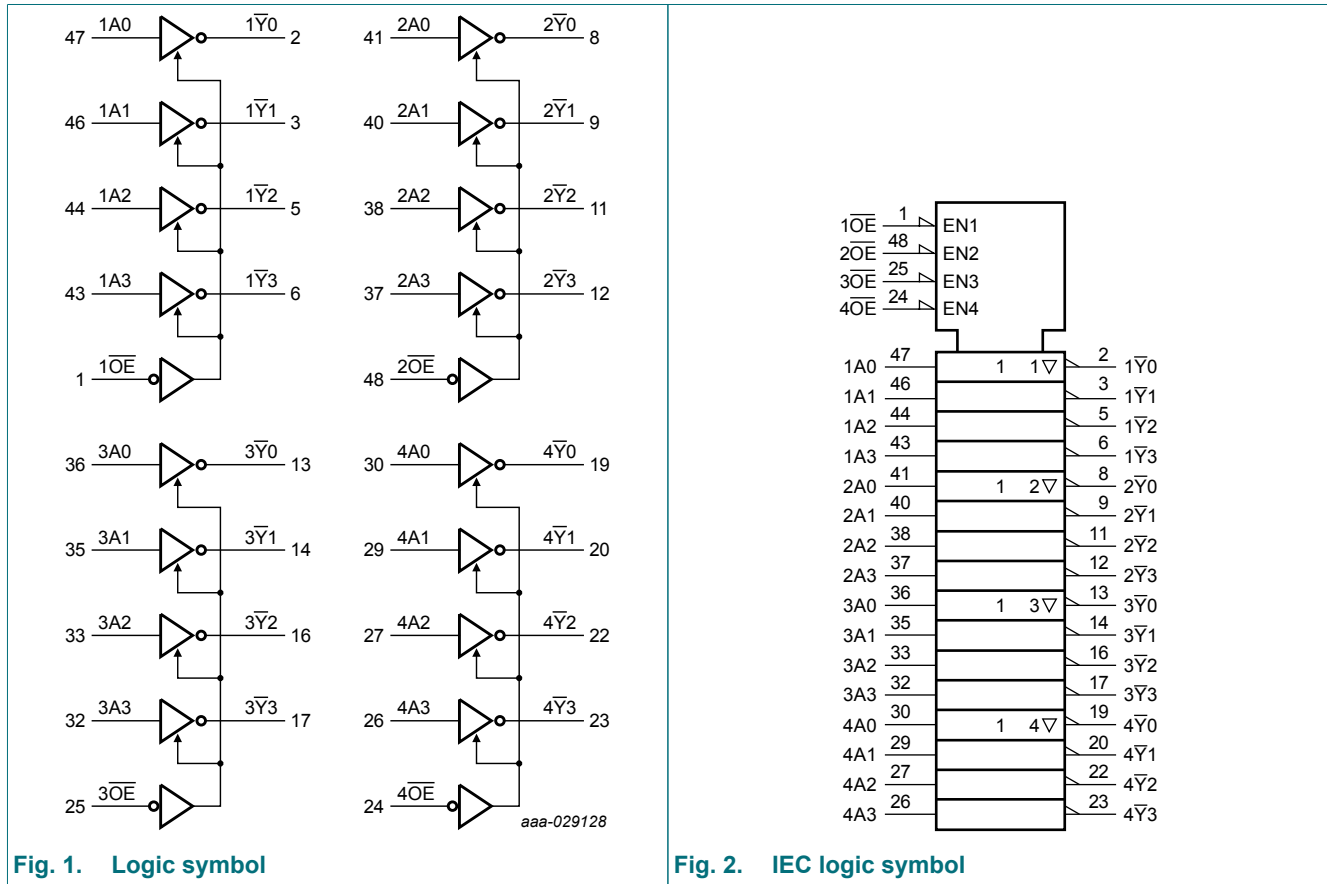 47 1A0 1Y̅0 2 41 2A0 2Y̅0 8
46 1A1 1Y̅1 3 40 2A1 2Y̅1 9
44 1A2 1Y̅2 5 38 2A2 2Y̅2 11
43 1A3 1Y̅3 6 37 2A3 2Y̅3 12
1 1O̅E̅ 48 2O̅E̅
36 3A0 3Y̅0 13 30 4A0 4Y̅0 19
35 3A1 3Y̅1 14 29 4A1 4Y̅1 20
33 3A2 3Y̅2 16 27 4A2 4Y̅2 22
32 3A3 3Y̅3 17 26 4A3 4Y̅3 23
25 3O̅E̅ 24 4O̅E̅
aaa-029128
Fig. 1. Logic symbol
1O̅E̅ 1 EN1
2O̅E̅ 48 EN2
3O̅E̅ 25 EN3
4O̅E̅ 24 EN4
1A0 47 1 1▽ 2 1Y̅0
1A1 46 3 1Y̅1
1A2 44 5 1Y̅2
1A3 43 6 1Y̅3
2A0 41 1 2▽ 8 2Y̅0
2A1 40 9 2Y̅1
2A2 38 11 2Y̅2
2A3 37 12 2Y̅3
3A0 36 1 3▽ 13 3Y̅0
3A1 35 14 3Y̅1
3A2 33 16 3Y̅2
3A3 32 17 3Y̅3
4A0 30 1 4▽ 19 4Y̅0
4A1 29 20 4Y̅1
4A2 27 22 4Y̅2
4A3 26 23 4Y̅3
Fig. 2. IEC logic symbol